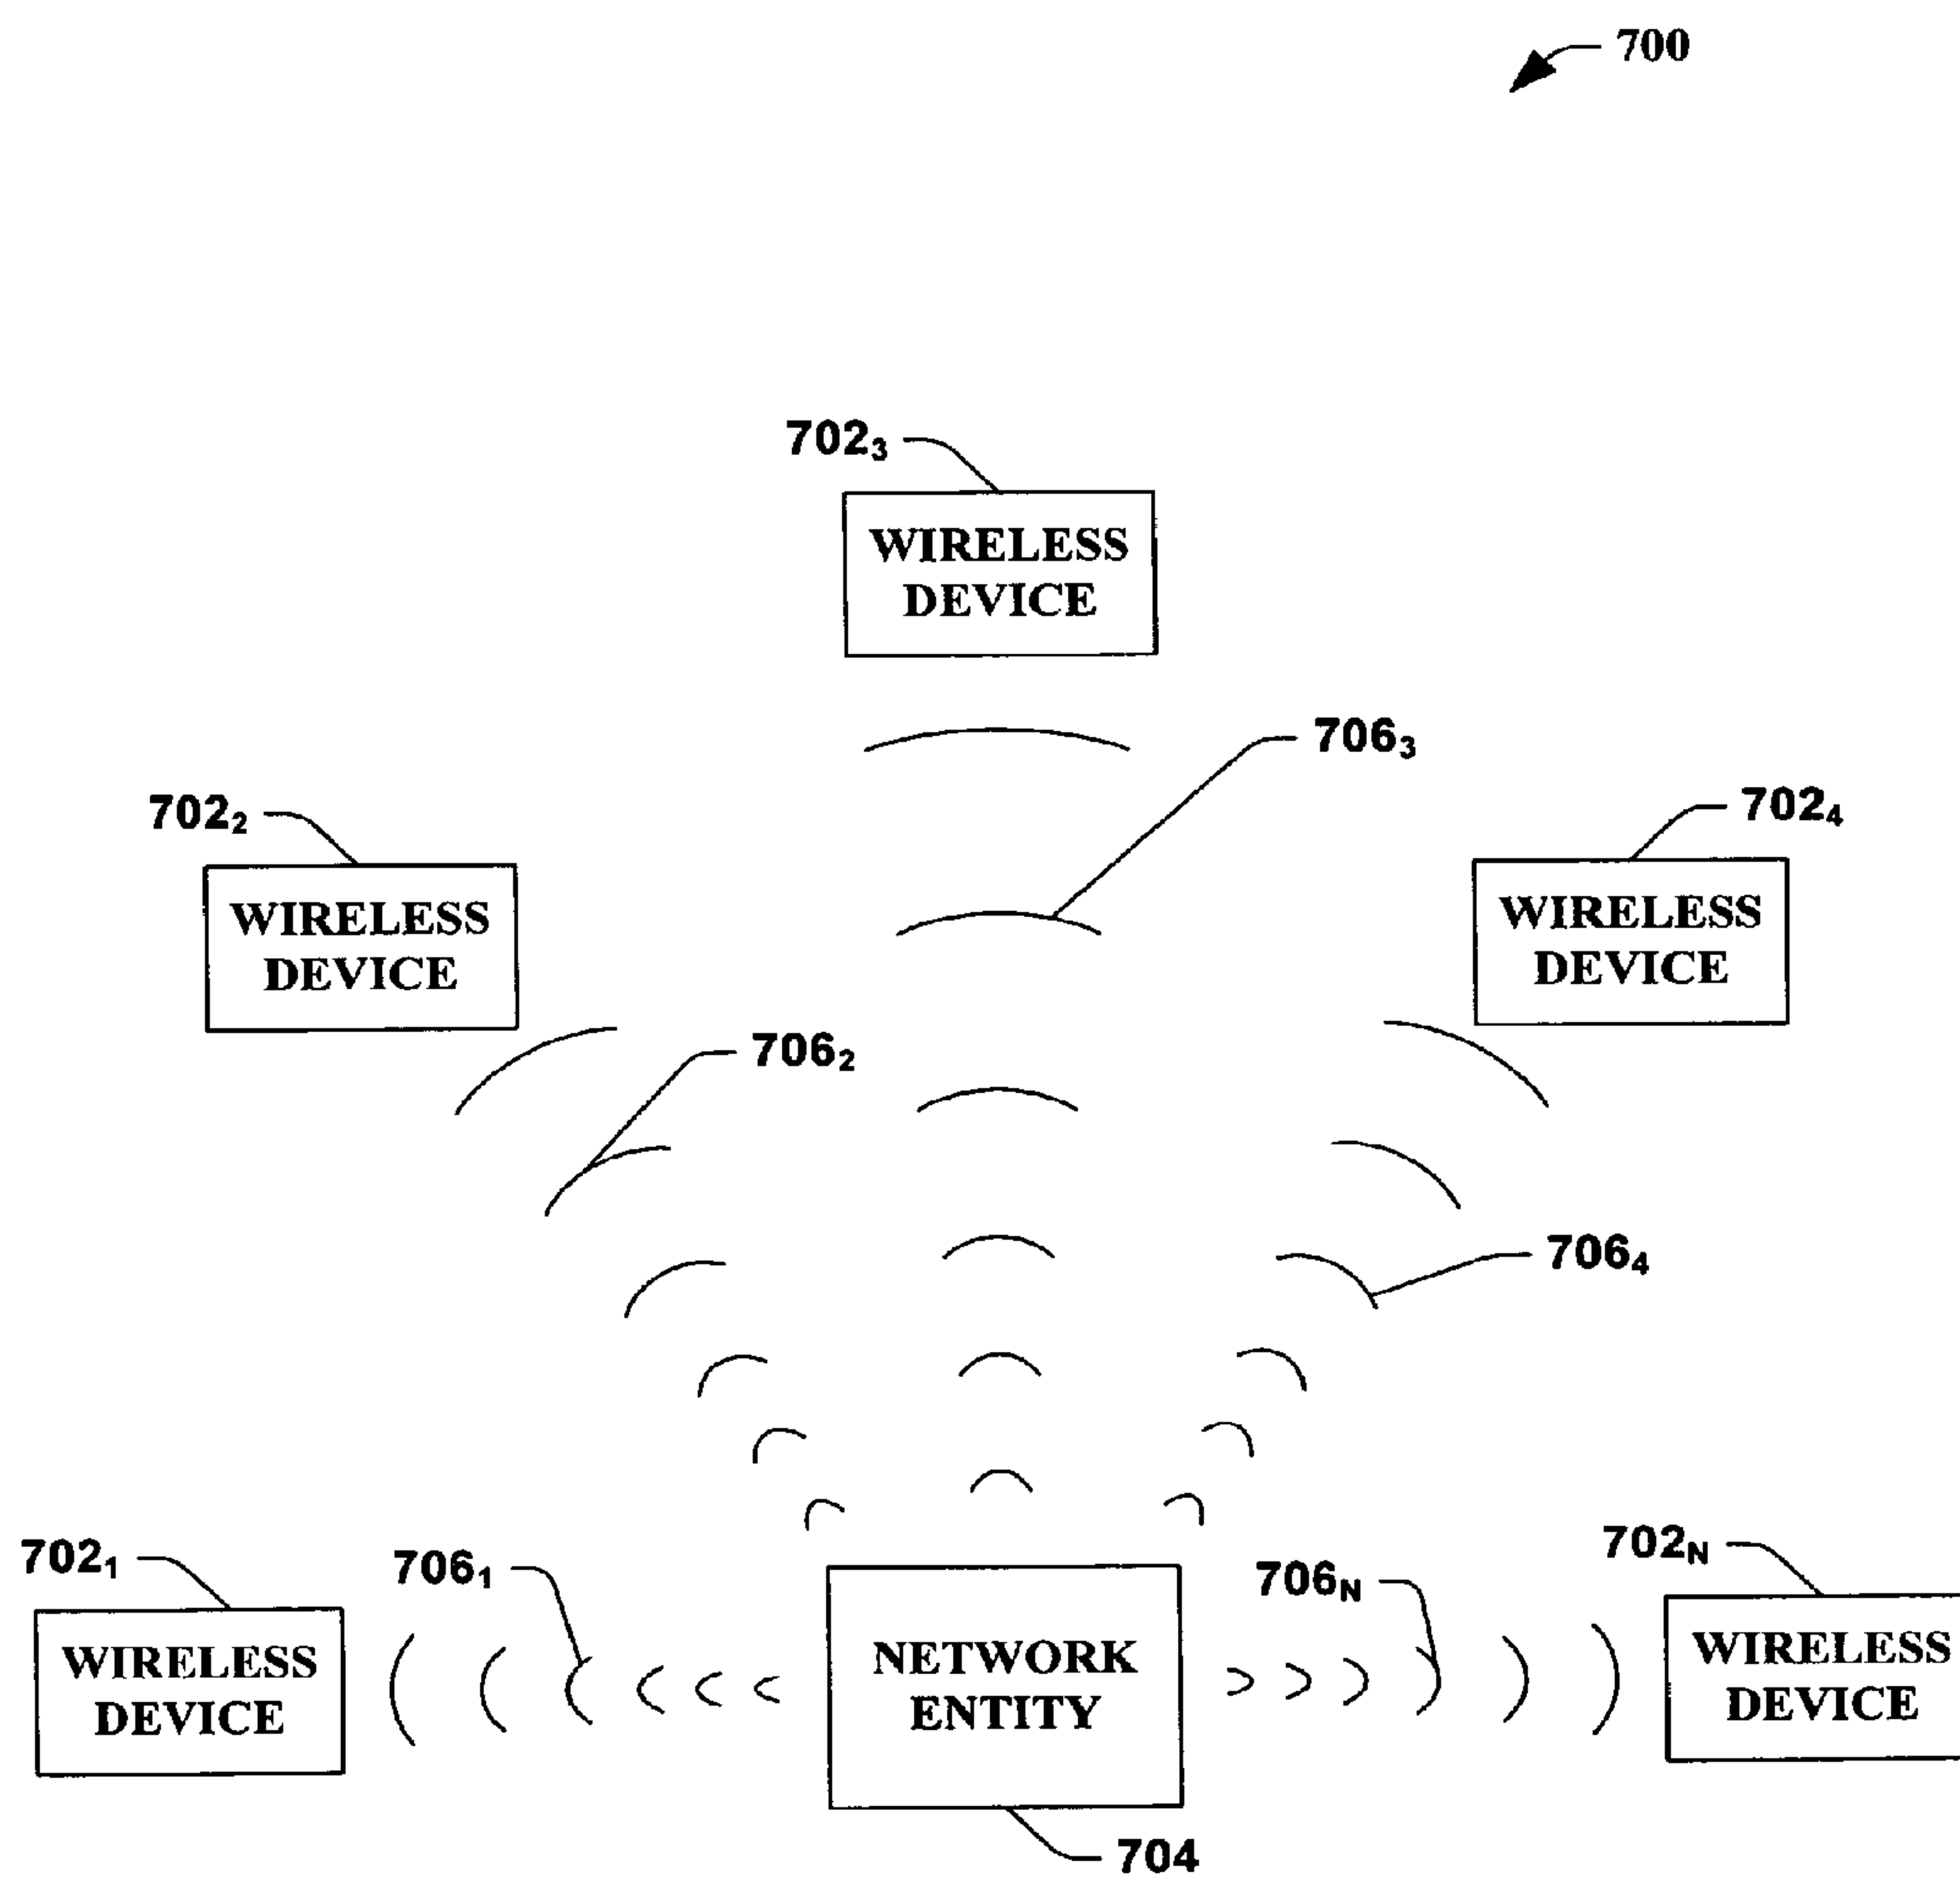 700
702₃
WIRELESS
DEVICE
706₃
702₂
702₄
WIRELESS
DEVICE
WIRELESS
DEVICE
706₂
706₄
702₁
706₁
706N
702N
WIRELESS
DEVICE
NETWORK
ENTITY
WIRELESS
DEVICE
704